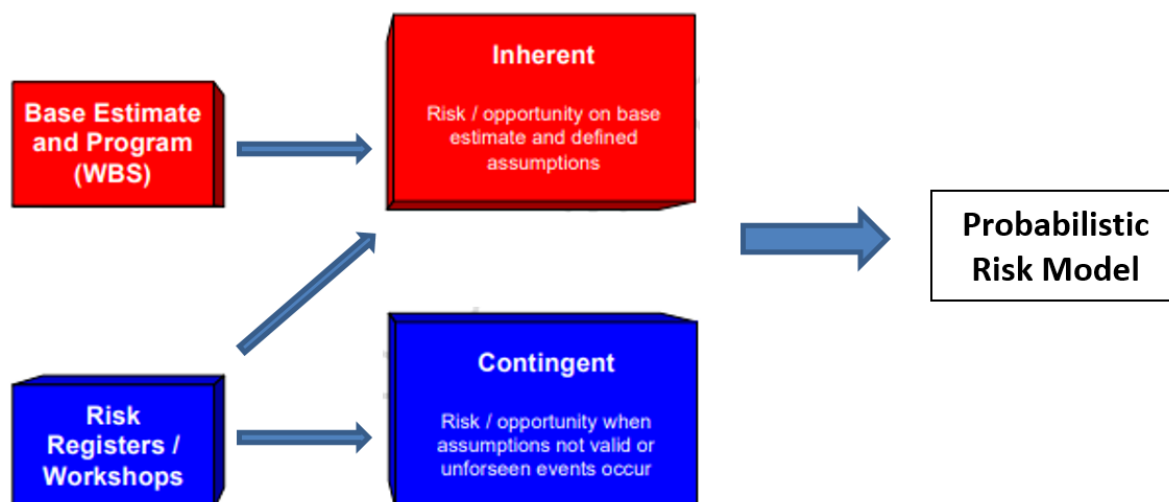 Base Estimate
and Program
(WBS)
Inherent
Risk / opportunity on base
estimate and defined
assumptions
Probabilistic
Risk Model
Risk
Registers /
Workshops
Contingent
Risk / opportunity when
assumptions not valid or
unforseen events occur